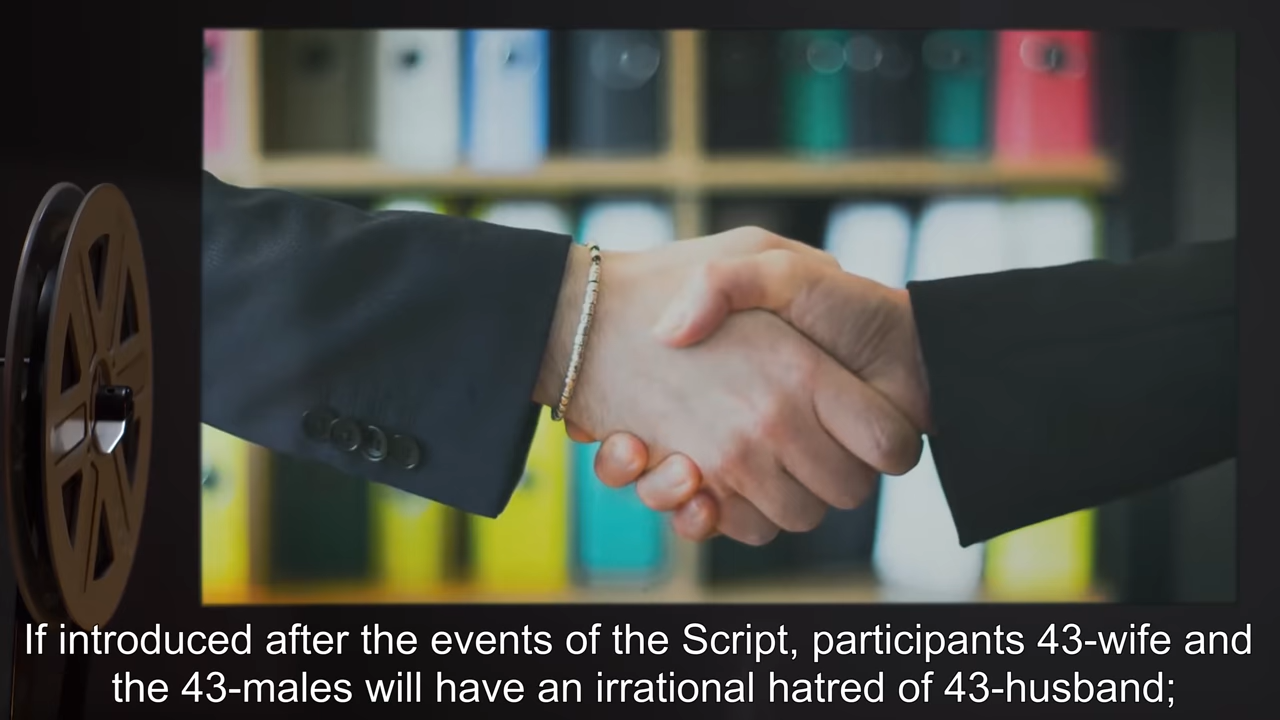 If introduced after the events of the Script, participants 43-wife and
the 43-males will have an irrational hatred of 43-husband;